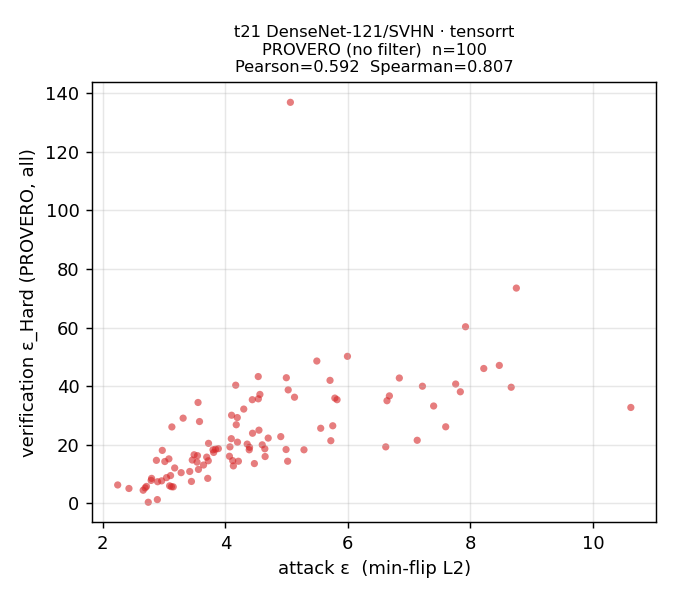 t21 DenseNet-121/SVHN · tensorrt
PROVERO (no filter)  n=100
Pearson=0.592  Spearman=0.807
140
120
100
80
60
40
20
0
verification ε_Hard (PROVERO, all)
2
4
6
8
10
attack ε  (min-flip L2)